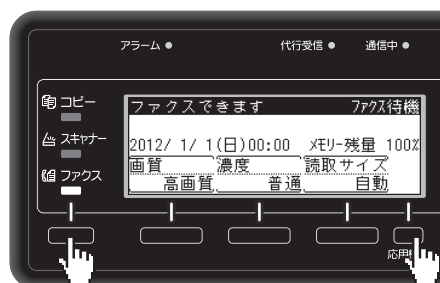 アラーム
代行受信
通信中
コピー
スキャナー
ファクス
ファクスできます ファクス待機
2012/ 1/ 1(日)00:00 メモリー残量 100%
画質 濃度 読取サイズ
高画質 普通 自動
応用